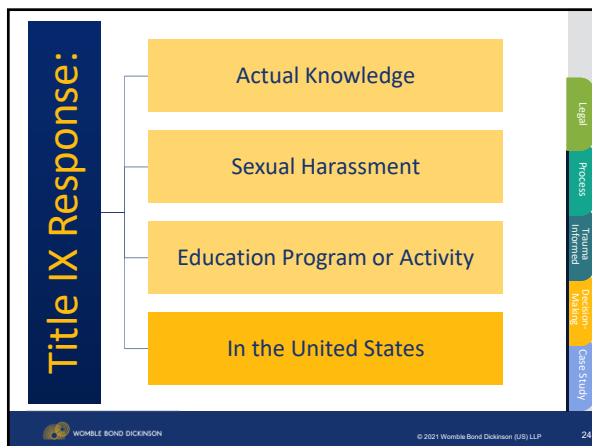 Title IX Response:
Actual Knowledge
Sexual Harassment
Education Program or Activity
In the United States
Legal
Process
Trauma
Informed
Decision-
Making
Case Study
WOMBLE BOND DICKINSON
© 2021 Womble Bond Dickinson (US) LLP
24